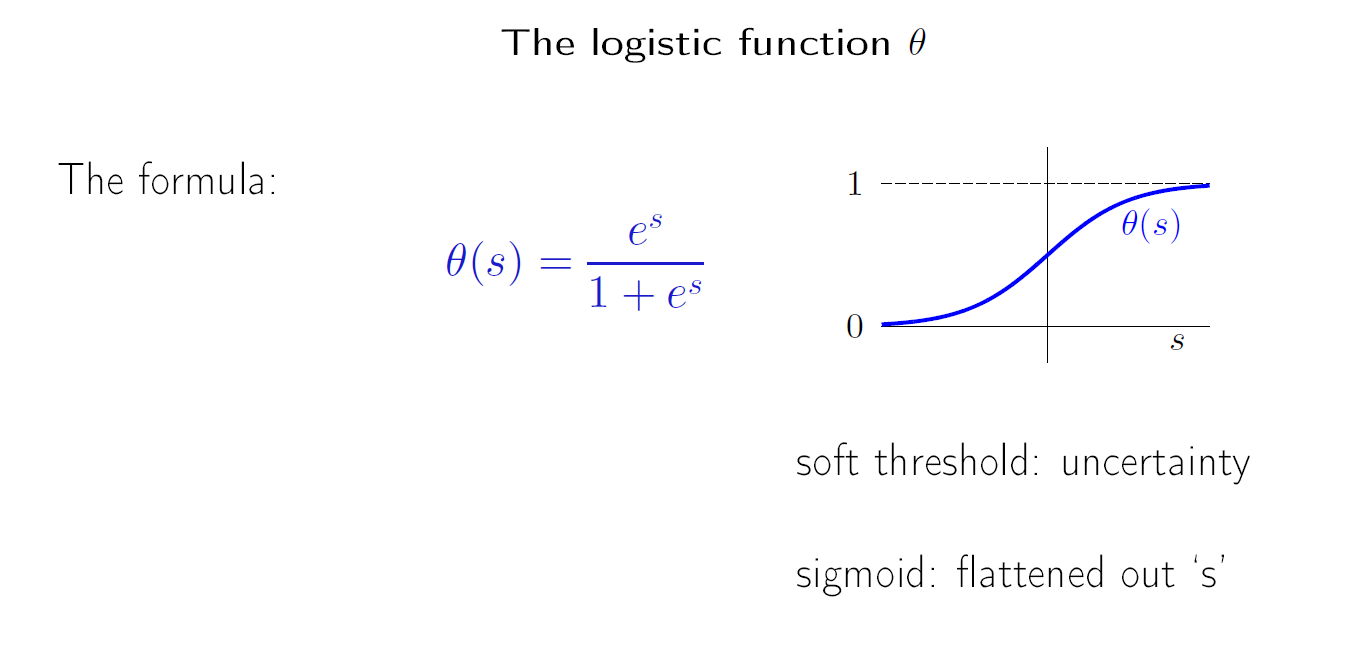 The logistic function θ
The formula:
θ(s) = e^s / (1 + e^s)
1
θ(s)
0
s
soft threshold: uncertainty
sigmoid: flattened out ‘s’